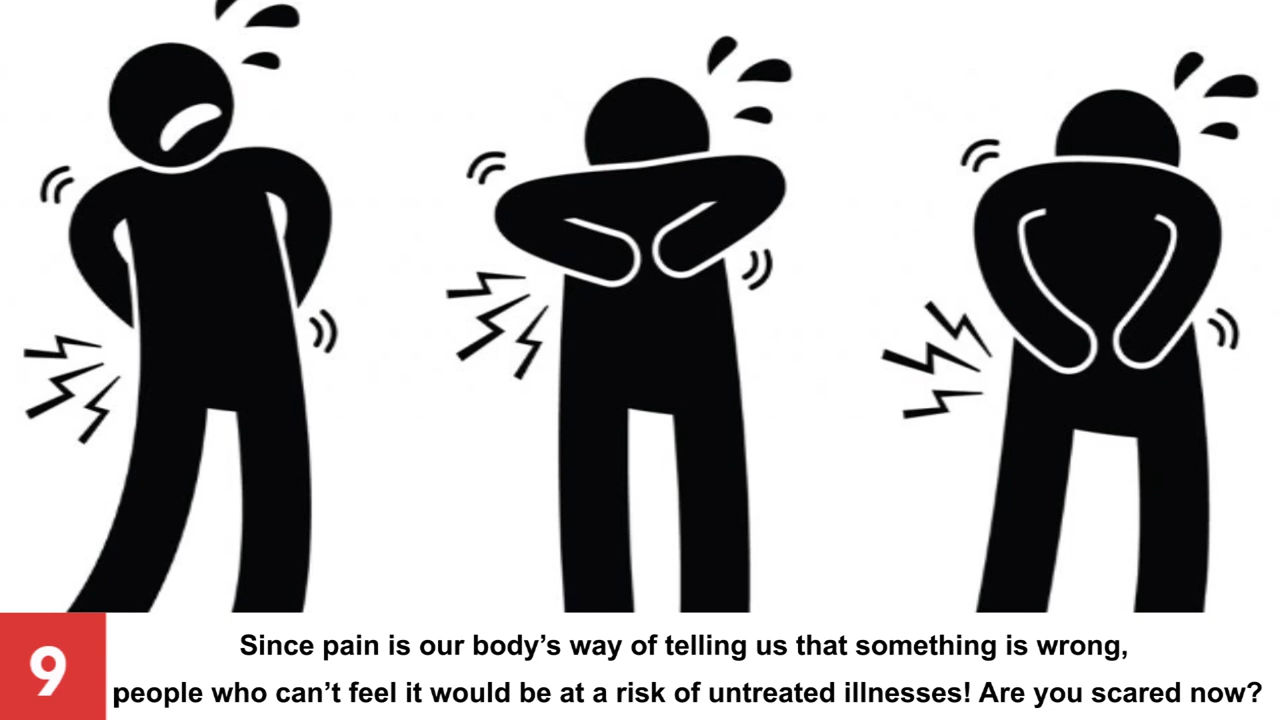 Since pain is our body’s way of telling us that something is wrong,
9
people who can’t feel it would be at a risk of untreated illnesses! Are you scared now?